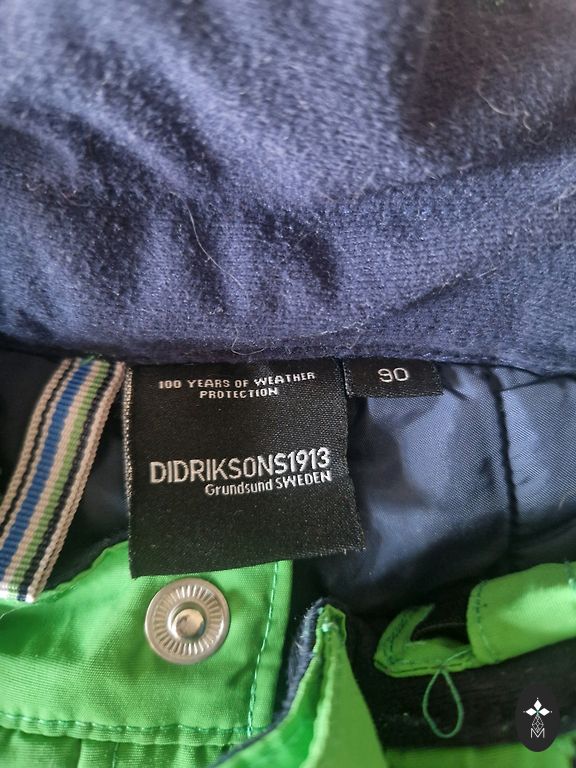 100 YEARS OF WEATHER
PROTECTION
90
DIDRIKSONS1913
Grundsund SWEDEN